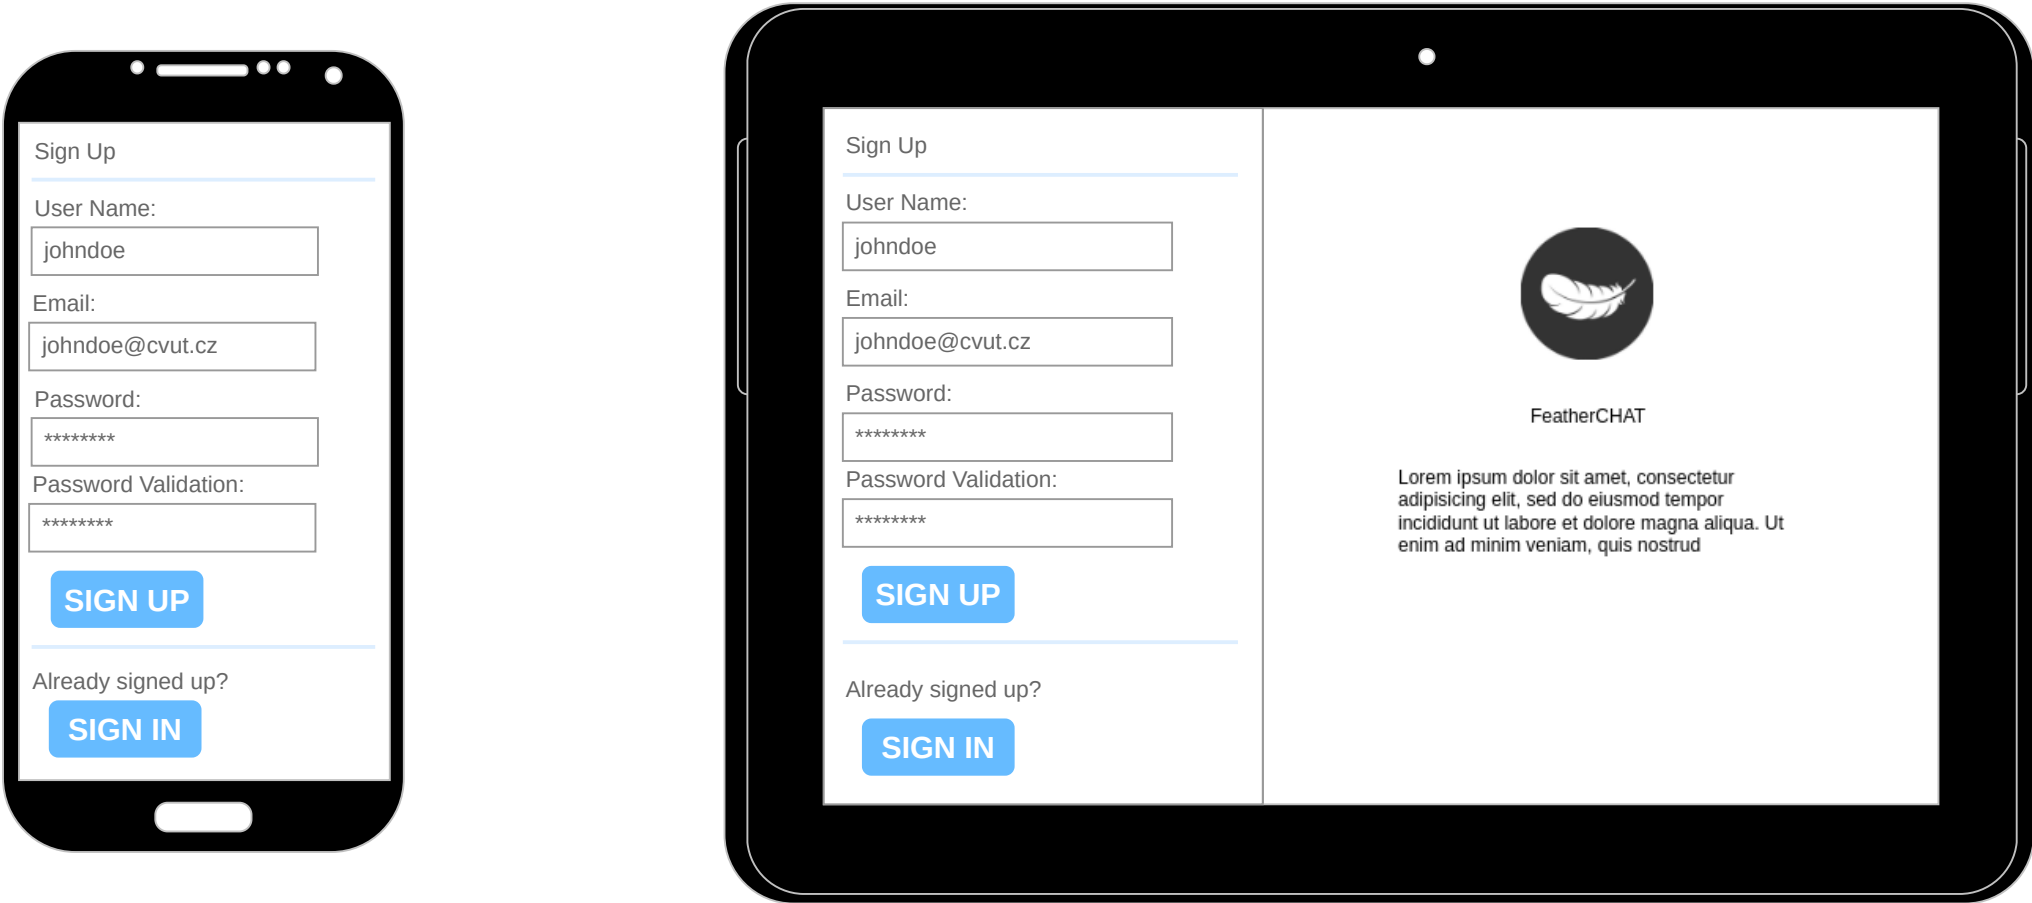 Sign Up
User Name:
johndoe
Email:
johndoe@cvut.cz
Password:
********
Password Validation:
********
SIGN UP
Already signed up?
SIGN IN
Sign Up
User Name:
johndoe
Email:
johndoe@cvut.cz
Password:
********
Password Validation:
********
SIGN UP
Already signed up?
SIGN IN
FeatherCHAT
Lorem ipsum dolor sit amet, consectetur
adipisicing elit, sed do eiusmod tempor
incididunt ut labore et dolore magna aliqua. Ut
enim ad minim veniam, quis nostrud